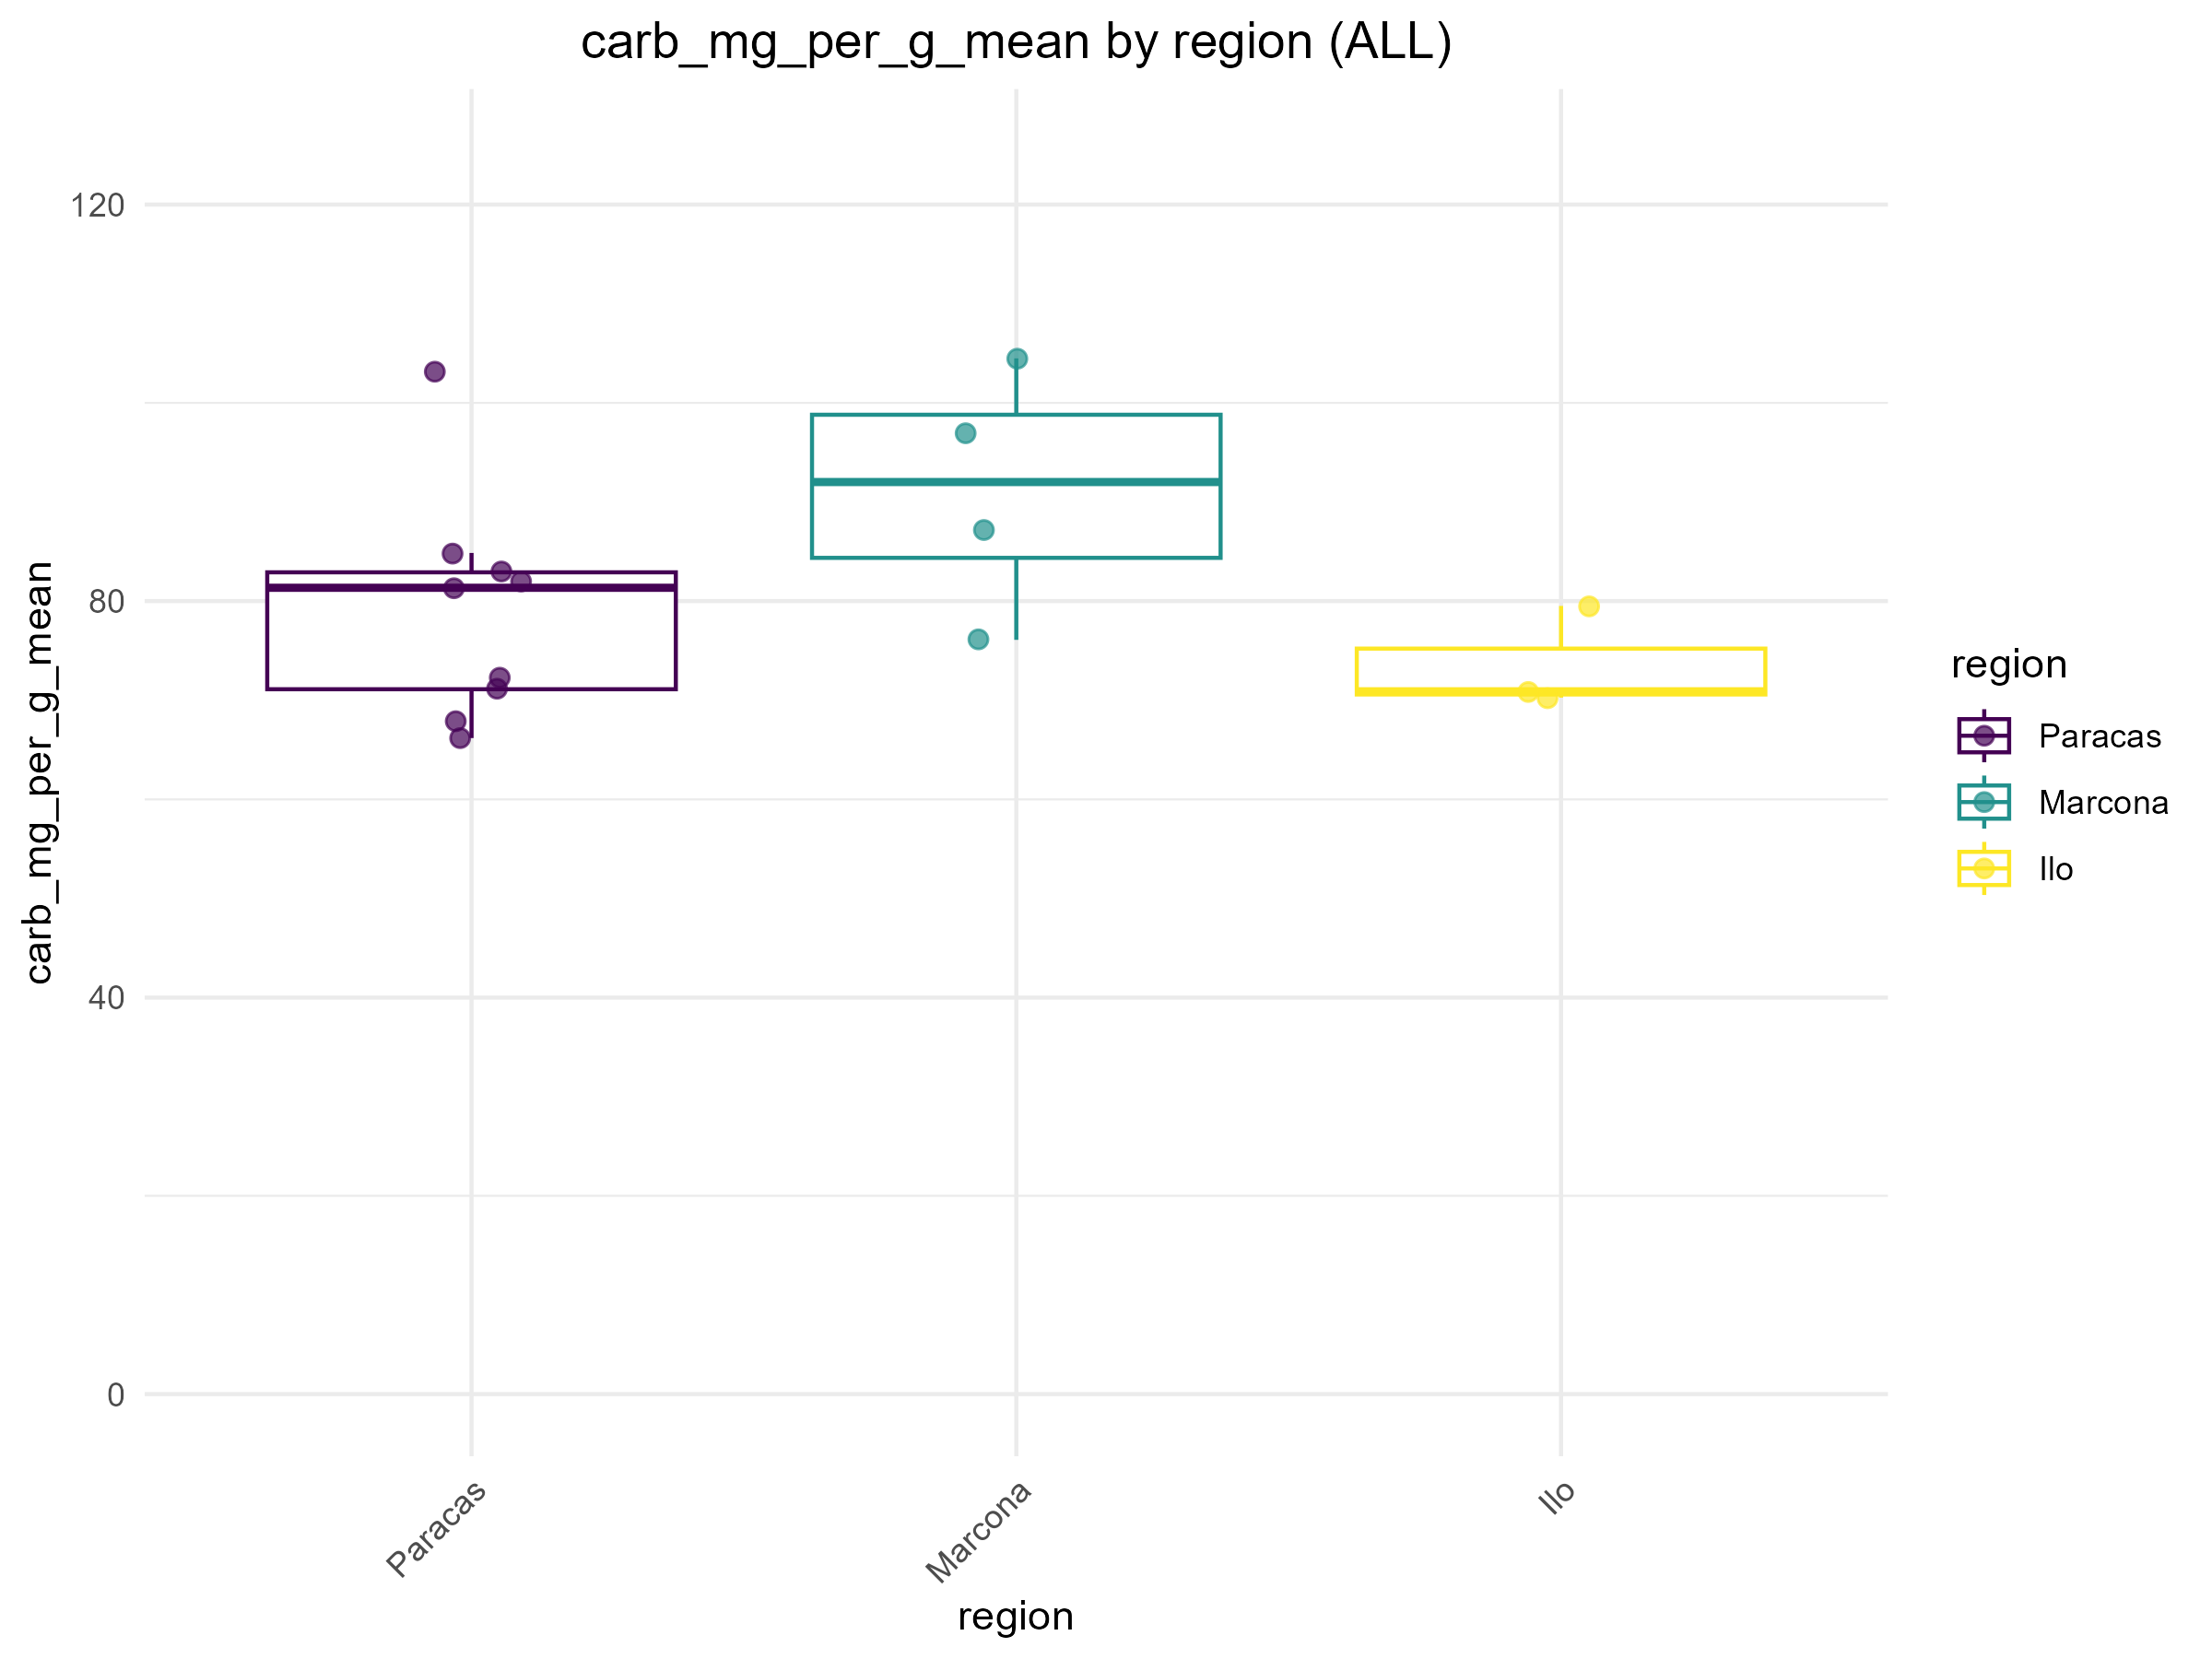 carb_mg_per_g_mean by region (ALL)
carb_mg_per_g_mean
120
80
40
0
Paracas
Marcona
Ilo
region
region
Paracas
Marcona
Ilo